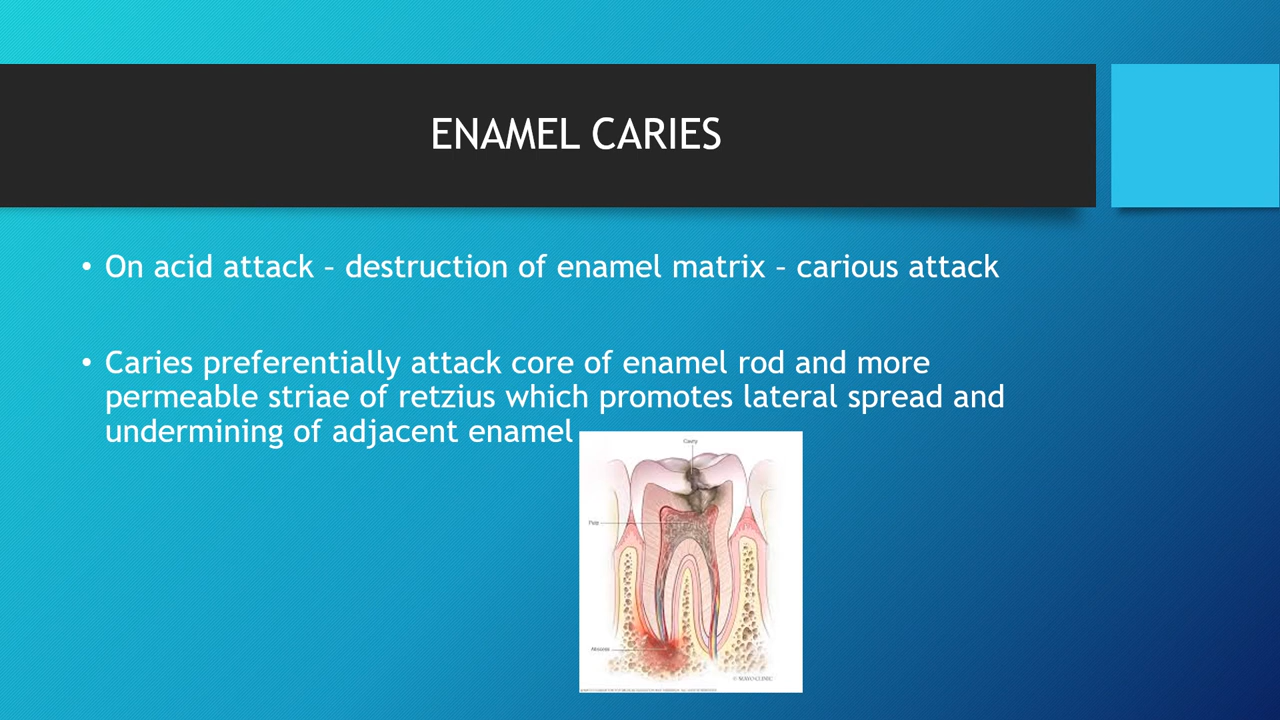 ENAMEL CARIES
• On acid attack – destruction of enamel matrix – carious attack
• Caries preferentially attack core of enamel rod and more
permeable striae of retzius which promotes lateral spread and
undermining of adjacent enamel
Cavity
Pulp
Abscess
© MAYO CLINIC